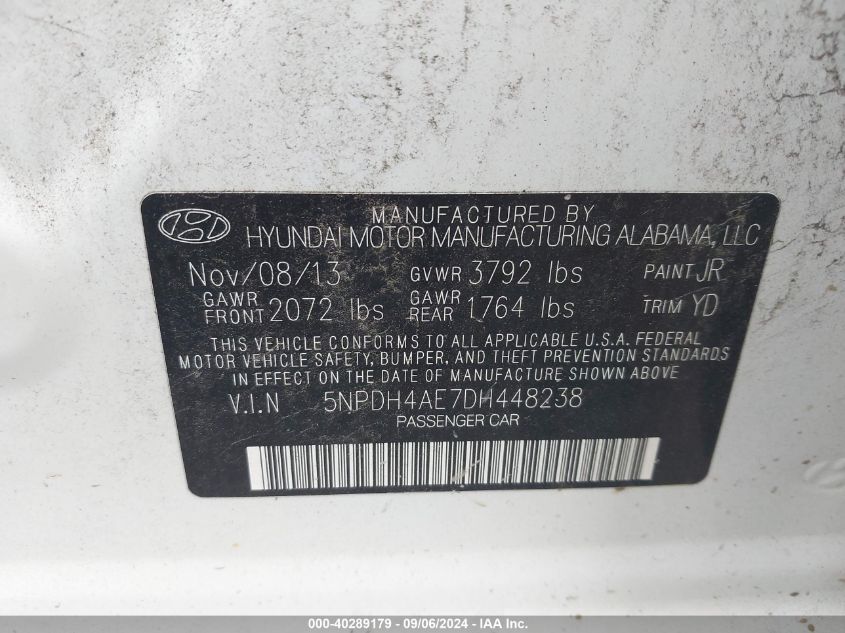 MANUFACTURED BY
HYUNDAI MOTOR MANUFACTURING ALABAMA, LLC
Nov/08/13 GVWR 3792 lbs PAINT JR
GAWR FRONT 2072 lbs GAWR REAR 1764 lbs TRIM YD
THIS VEHICLE CONFORMS TO ALL APPLICABLE U.S.A. FEDERAL
MOTOR VEHICLE SAFETY, BUMPER, AND THEFT PREVENTION STANDARDS
IN EFFECT ON THE DATE OF MANUFACTURE SHOWN ABOVE
V.I.N 5NPDH4AE7DH448238
PASSENGER CAR
000-40289179 - 09/06/2024 - IAA Inc.